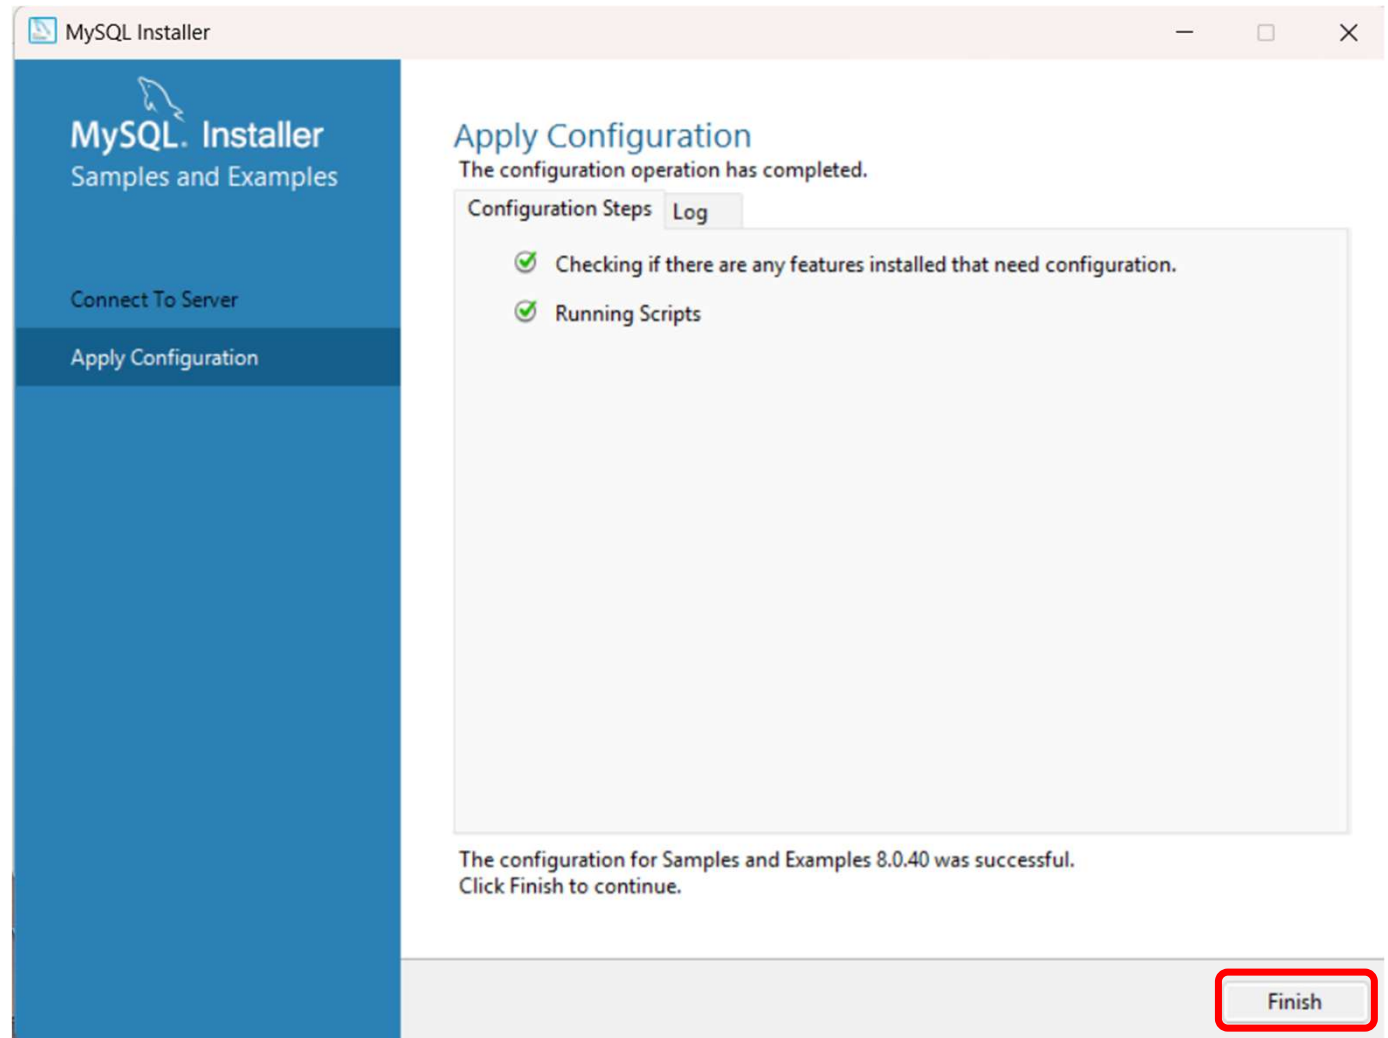 MySQL Installer
MySQL. Installer
Samples and Examples
Connect To Server
Apply Configuration
Apply Configuration
The configuration operation has completed.
Configuration Steps
Log
Checking if there are any features installed that need configuration.
Running Scripts
The configuration for Samples and Examples 8.0.40 was successful.
Click Finish to continue.
Finish